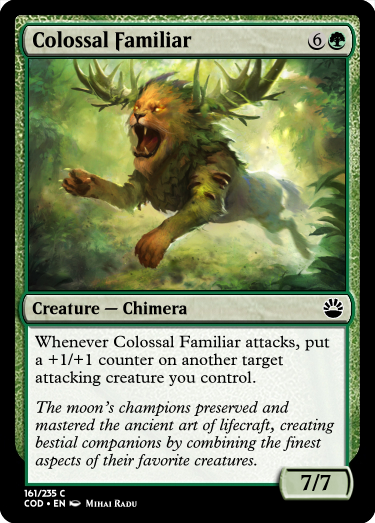 Colossal Familiar 6
Creature — Chimera
Whenever Colossal Familiar attacks, put
a +1/+1 counter on another target
attacking creature you control.
The moon's champions preserved and
mastered the ancient art of lifecraft, creating
bestial companions by combining the finest
aspects of their favorite creatures.
7/7
161/235 C
COD • EN Mihai Radu